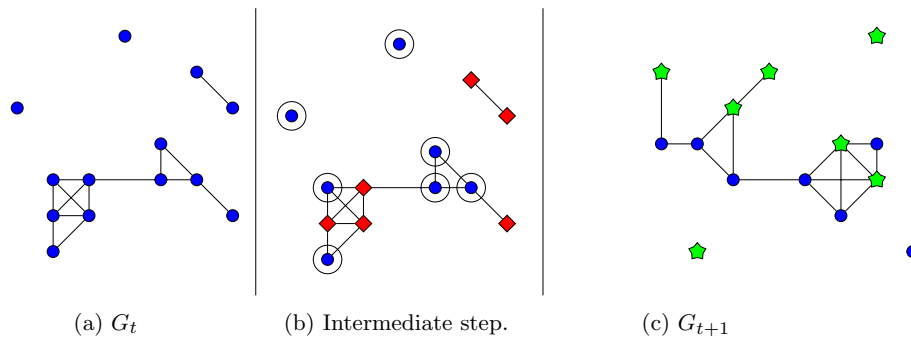 (a) G_t
(b) Intermediate step.
(c) G_{t+1}